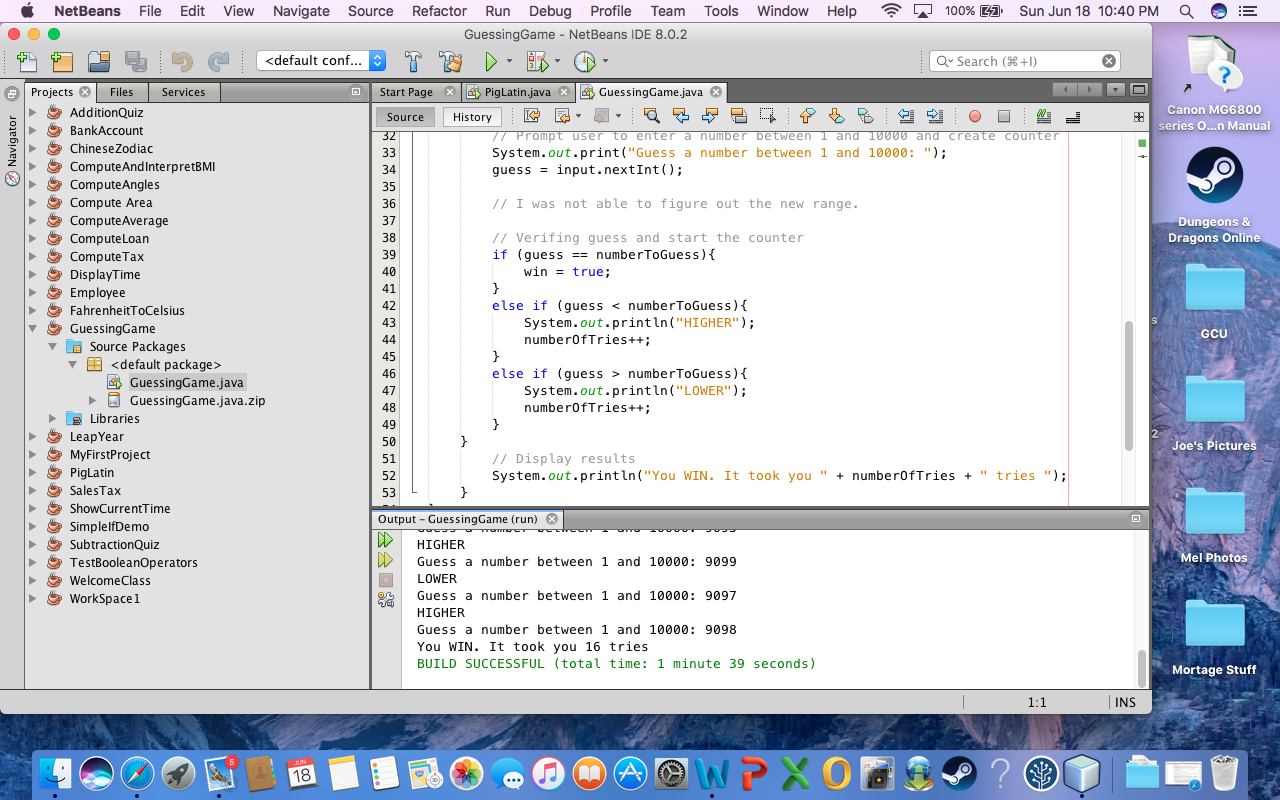 NetBeans File Edit View Navigate Source Refactor Run Debug Profile Team Tools Window Help 100% Sun Jun 18 10:40 PM
GuessingGame - NetBeans IDE 8.0.2
<default conf... Search (⌘+I)
Projects Files Services
Navigator
AdditionQuiz
BankAccount
ChineseZodiac
ComputeAndInterpretBMI
ComputeAngles
Compute Area
ComputeAverage
ComputeLoan
ComputeTax
DisplayTime
Employee
FahrenheitToCelsius
GuessingGame
Source Packages
<default package>
GuessingGame.java
GuessingGame.java.zip
Libraries
LeapYear
MyFirstProject
PigLatin
SalesTax
ShowCurrentTime
SimpleIfDemo
SubtractionQuiz
TestBooleanOperators
WelcomeClass
WorkSpace1
Start Page PigLatin.java GuessingGame.java
Source History
32 // Prompt user to enter a number between 1 and 10000 and create counter
33 System.out.print("Guess a number between 1 and 10000: ");
34 guess = input.nextInt();
35
36 // I was not able to figure out the new range.
37
38 // Verifing guess and start the counter
39 if (guess == numberToGuess){
40 win = true;
41 }
42 else if (guess < numberToGuess){
43 System.out.println("HIGHER");
44 numberOfTries++;
45 }
46 else if (guess > numberToGuess){
47 System.out.println("LOWER");
48 numberOfTries++;
49 }
50 }
51 // Display results
52 System.out.println("You WIN. It took you " + numberOfTries + " tries ");
53 }
Output - GuessingGame (run)
Guess a number between 1 and 10000: 9095
HIGHER
Guess a number between 1 and 10000: 9099
LOWER
Guess a number between 1 and 10000: 9097
HIGHER
Guess a number between 1 and 10000: 9098
You WIN. It took you 16 tries
BUILD SUCCESSFUL (total time: 1 minute 39 seconds)
1:1 INS
Canon MG6800
series O...n Manual
Dungeons &
Dragons Online
GCU
Joe's Pictures
Mel Photos
Mortage Stuff
5
JUN
18